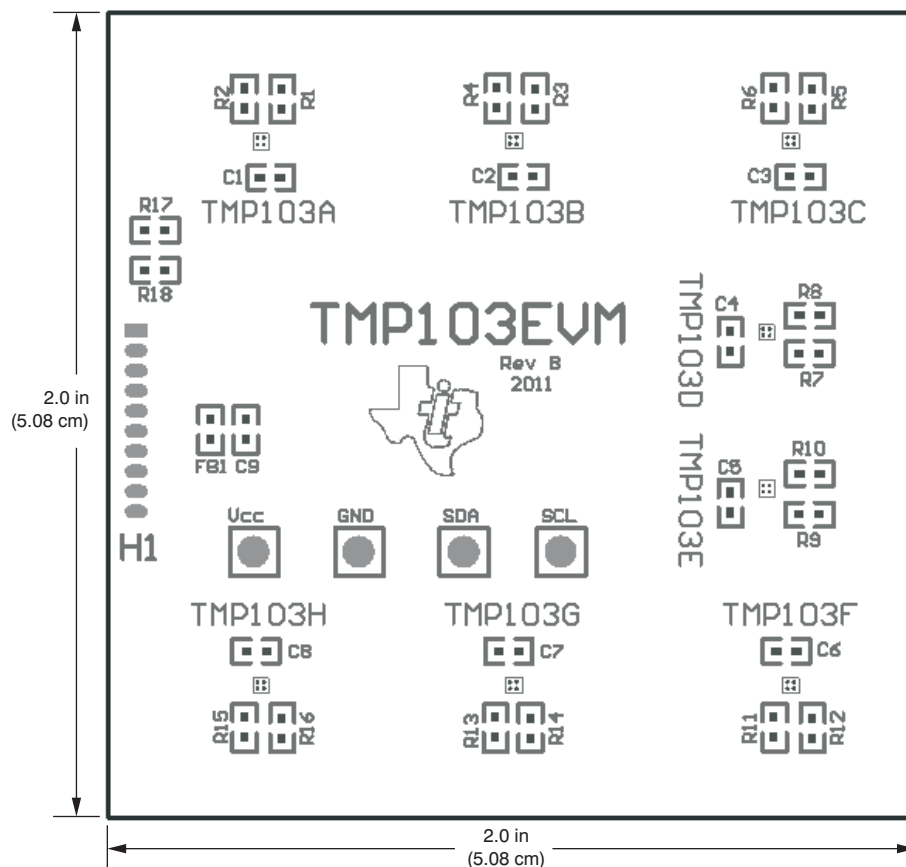 R2 R1
R4 R3
R6 R5
C1
C2
C3
TMP103A
TMP103B
TMP103C
R17
R18
TMP103EVM
Rev B
2011
TMP103D
C4
R8
R7
2.0 in
(5.08 cm)
FB1 C9
TMP103E
C5
R10
R9
H1
Vcc
GND
SDA
SCL
TMP103H
TMP103G
TMP103F
C8
C7
C6
R15 R16
R13 R14
R11 R12
2.0 in
(5.08 cm)